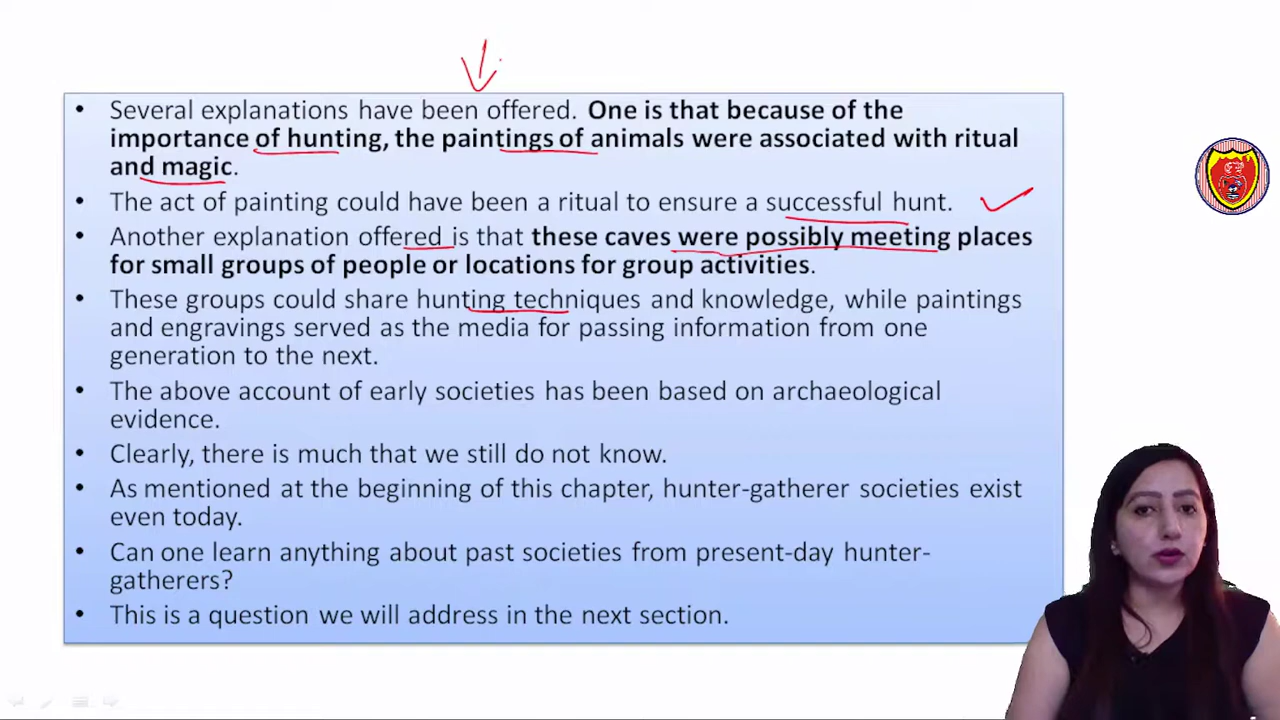 • Several explanations have been offered. One is that because of the
importance of hunting, the paintings of animals were associated with ritual
and magic.
• The act of painting could have been a ritual to ensure a successful hunt.
• Another explanation offered is that these caves were possibly meeting places
for small groups of people or locations for group activities.
• These groups could share hunting techniques and knowledge, while paintings
and engravings served as the media for passing information from one
generation to the next.
• The above account of early societies has been based on archaeological
evidence.
• Clearly, there is much that we still do not know.
• As mentioned at the beginning of this chapter, hunter-gatherer societies exist
even today.
• Can one learn anything about past societies from present-day hunter-
gatherers?
• This is a question we will address in the next section.